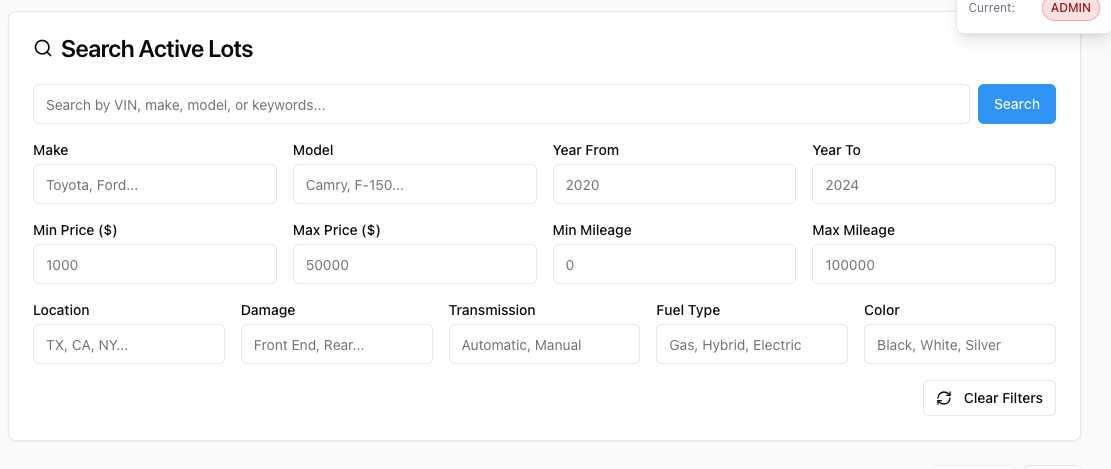 Current: ADMIN
Search Active Lots
Search by VIN, make, model, or keywords... Search
Make Model Year From Year To
Toyota, Ford... Camry, F-150... 2020 2024
Min Price ($) Max Price ($) Min Mileage Max Mileage
1000 50000 0 100000
Location Damage Transmission Fuel Type Color
TX, CA, NY... Front End, Rear... Automatic, Manual Gas, Hybrid, Electric Black, White, Silver
Clear Filters